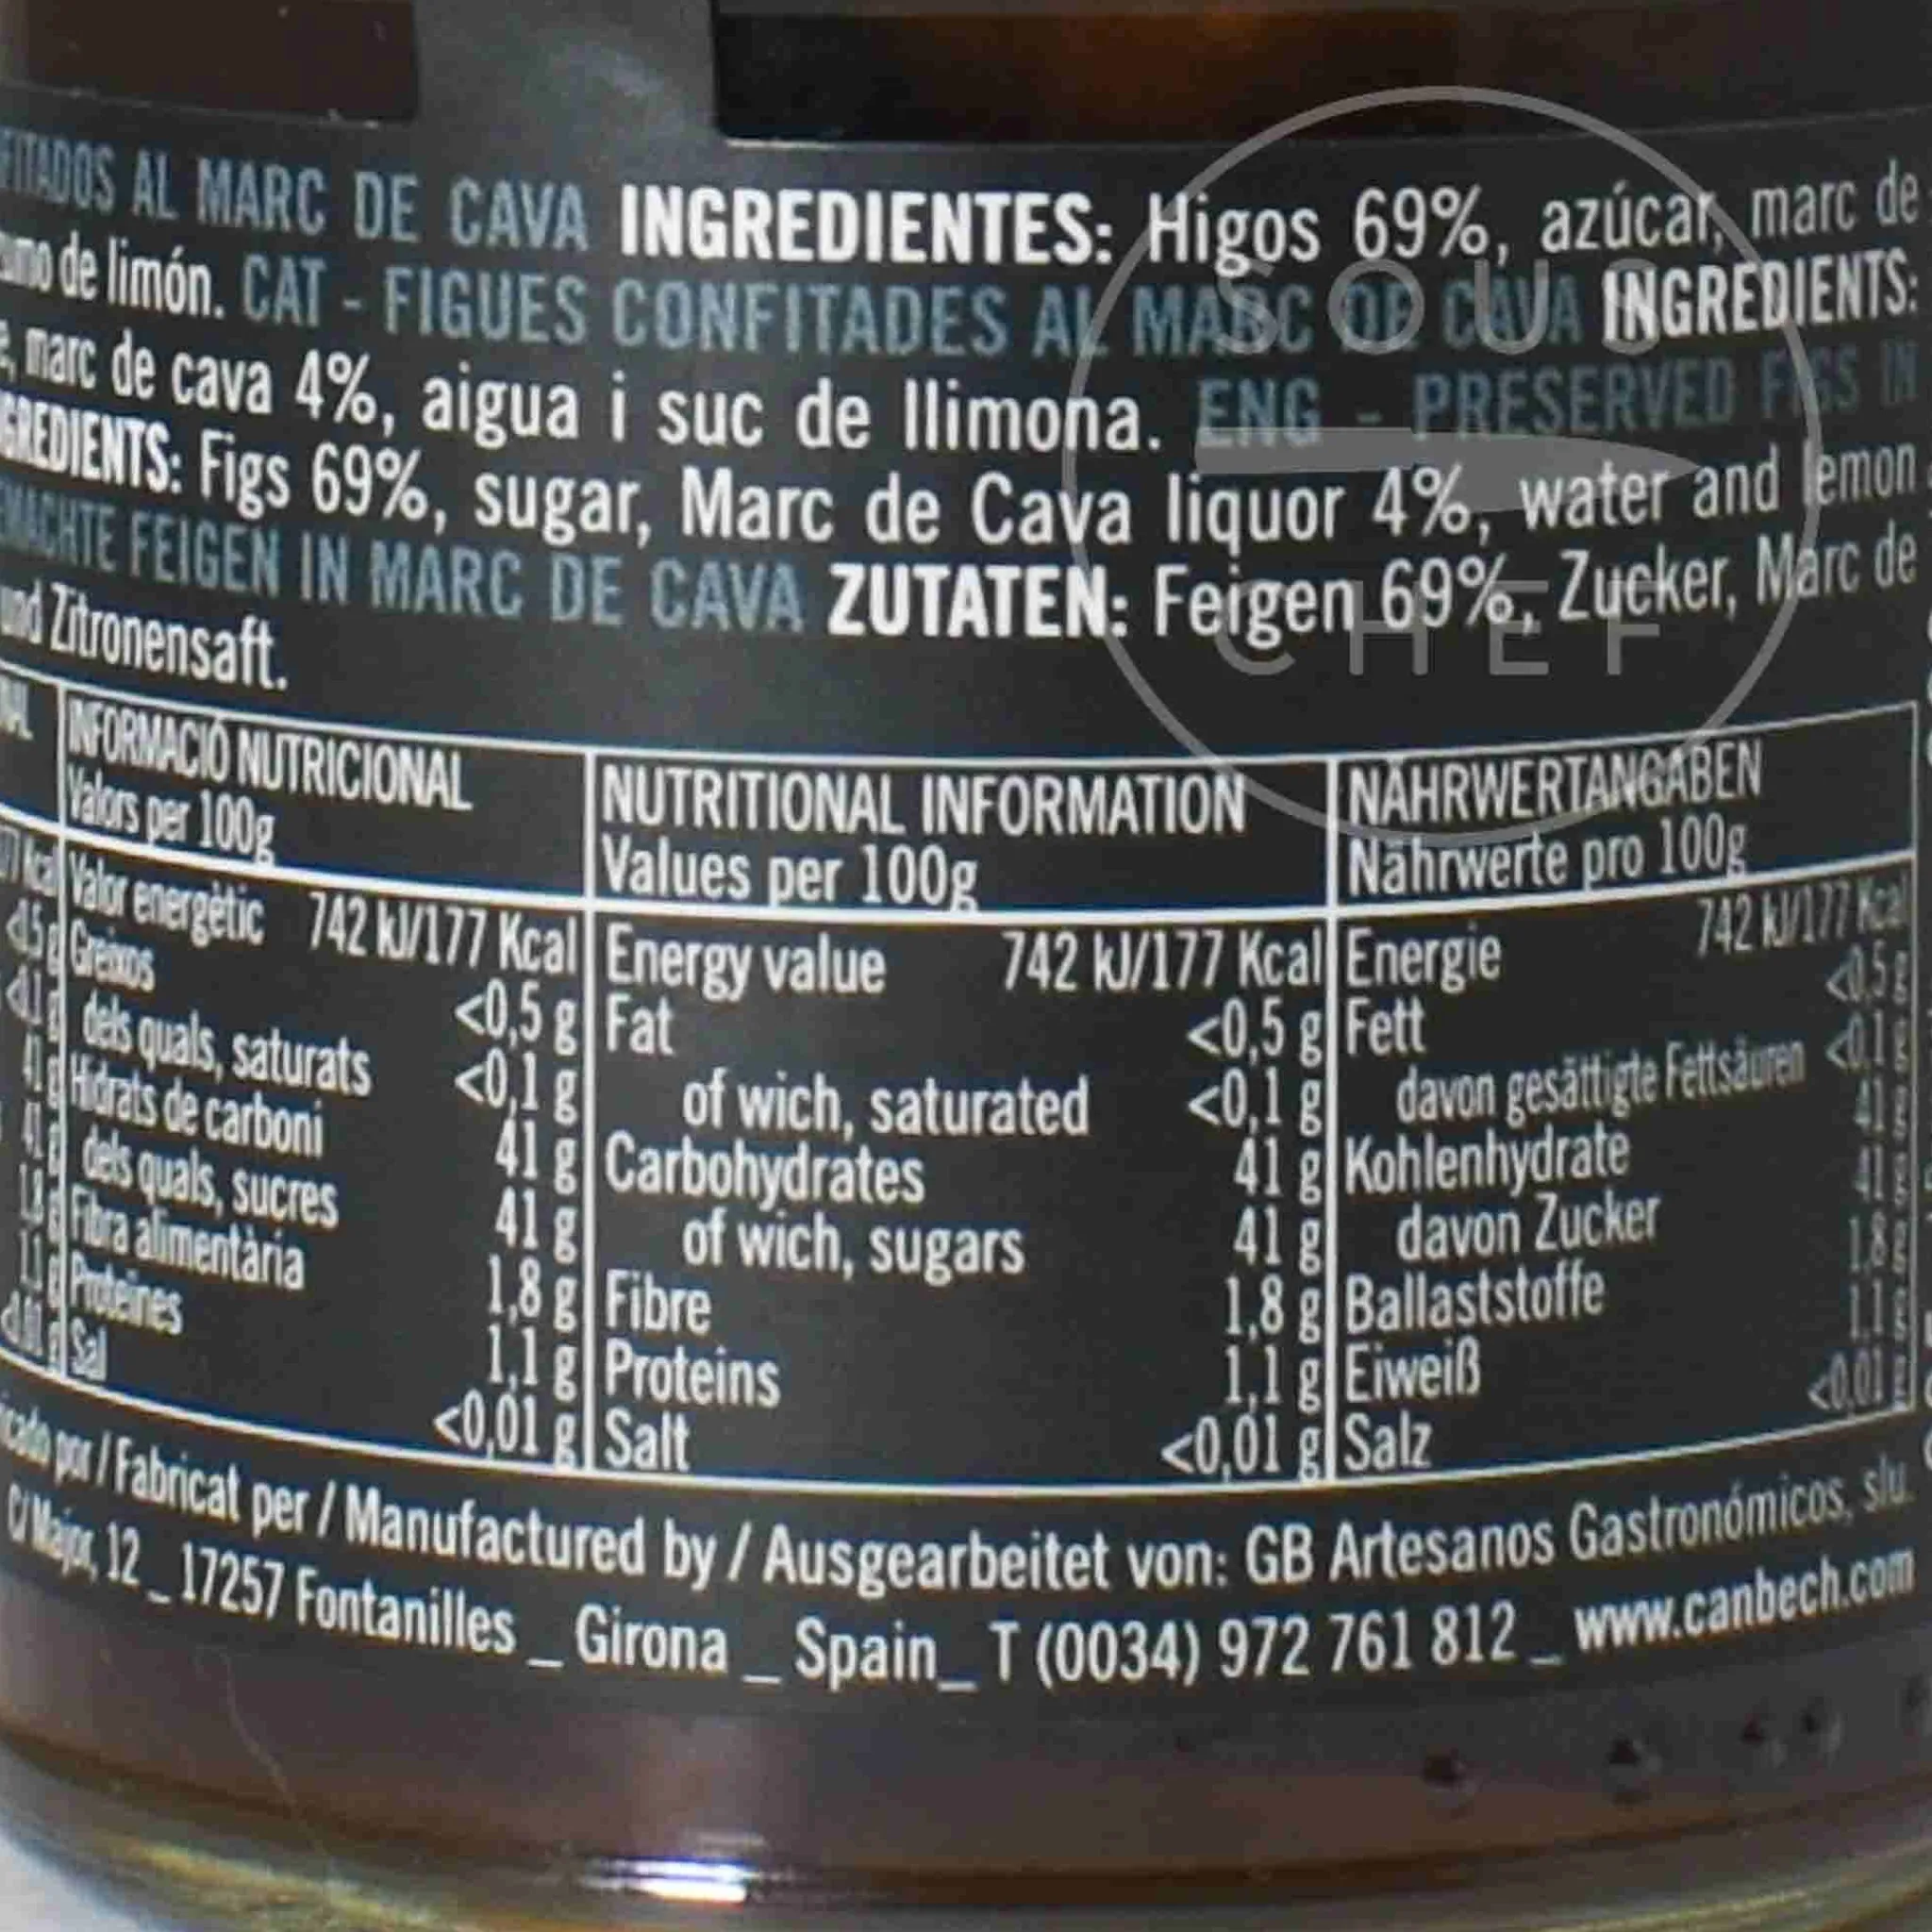 AL MARC DE CAVA INGREDIENTES: Higos 69%, azúcar, marc de
de limón. CAT - FIGUES CONFITADES AL MARC DE CAVA INGREDIENTS:
marc de cava 4%, aigua i suc de llimona. ENG - PRESERVED FIGS IN
Figs 69%, sugar, Marc de Cava liquor 4%, water and lemon
FEIGEN IN MARC DE CAVA ZUTATEN: Feigen 69%, Zucker, Marc de
und Zitronensaft.
SOUS
CHEF
INFORMACIÓ NUTRICIONAL
Valors per 100g
Valor energètic 742 kJ/177 Kcal
Greixos <0,5 g
dels quals, saturats <0,1 g
Hidrats de carboni 41 g
dels quals, sucres 41 g
Fibra alimentària 1,8 g
Proteïnes 1,1 g
Sal <0,01 g
NUTRITIONAL INFORMATION
Values per 100g
Energy value 742 kJ/177 Kcal
Fat <0,5 g
of wich, saturated <0,1 g
Carbohydrates 41 g
of wich, sugars 41 g
Fibre 1,8 g
Proteins 1,1 g
Salt <0,01 g
NÄHRWERTANGABEN
Nährwerte pro 100g
Energie 742 kJ/177 Kcal
Fett <0,5 g
davon gesättigte Fettsäuren <0,1 g
Kohlenhydrate 41 g
davon Zucker 41 g
Ballaststoffe 1,8 g
Eiweiß 1,1 g
Salz <0,01 g
por / Fabricat per / Manufactured by / Ausgearbeitet von: GB Artesanos Gastronómicos, slu.
C/ Major, 12 _ 17257 Fontanilles _ Girona _ Spain_ T (0034) 972 761 812 _ www.canbech.com